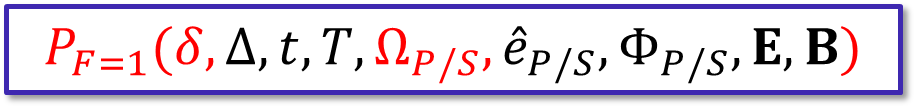 P_{F=1}(δ, Δ, t, T, Ω_{P/S}, ê_{P/S}, Φ_{P/S}, E, B)